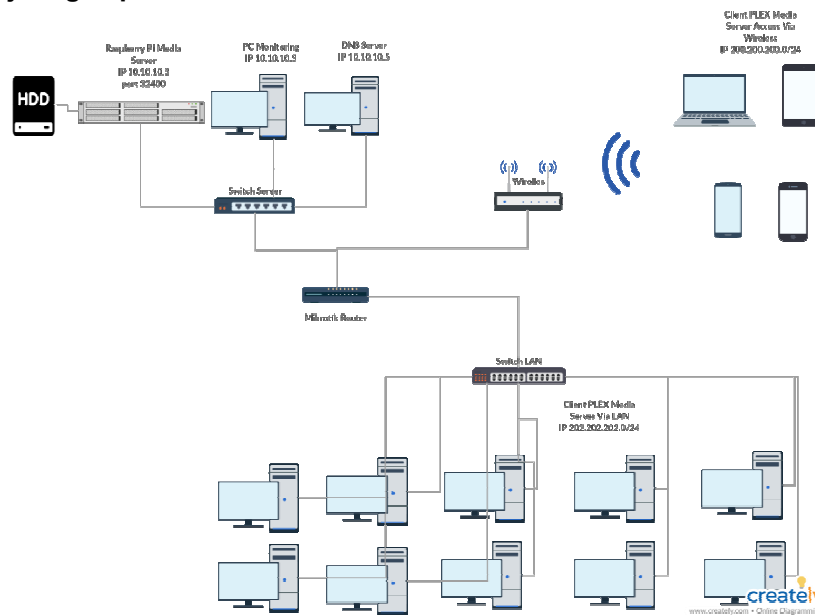 Raspberry Pi Media
Server
IP 10.10.10.3
port 32400
PC Monitoring
IP 10.10.10.9
DNS Server
IP 10.10.10.5
Client PLEX Media
Server Access Via
Wireless
IP 200.200.200.0/24
HDD
Switch Server
Wirelles
Mikrotik Router
Switch LAN
Client PLEX Media
Server Via LAN
IP 202.202.202.0/24
creately
www.creately.com • Online Diagramming